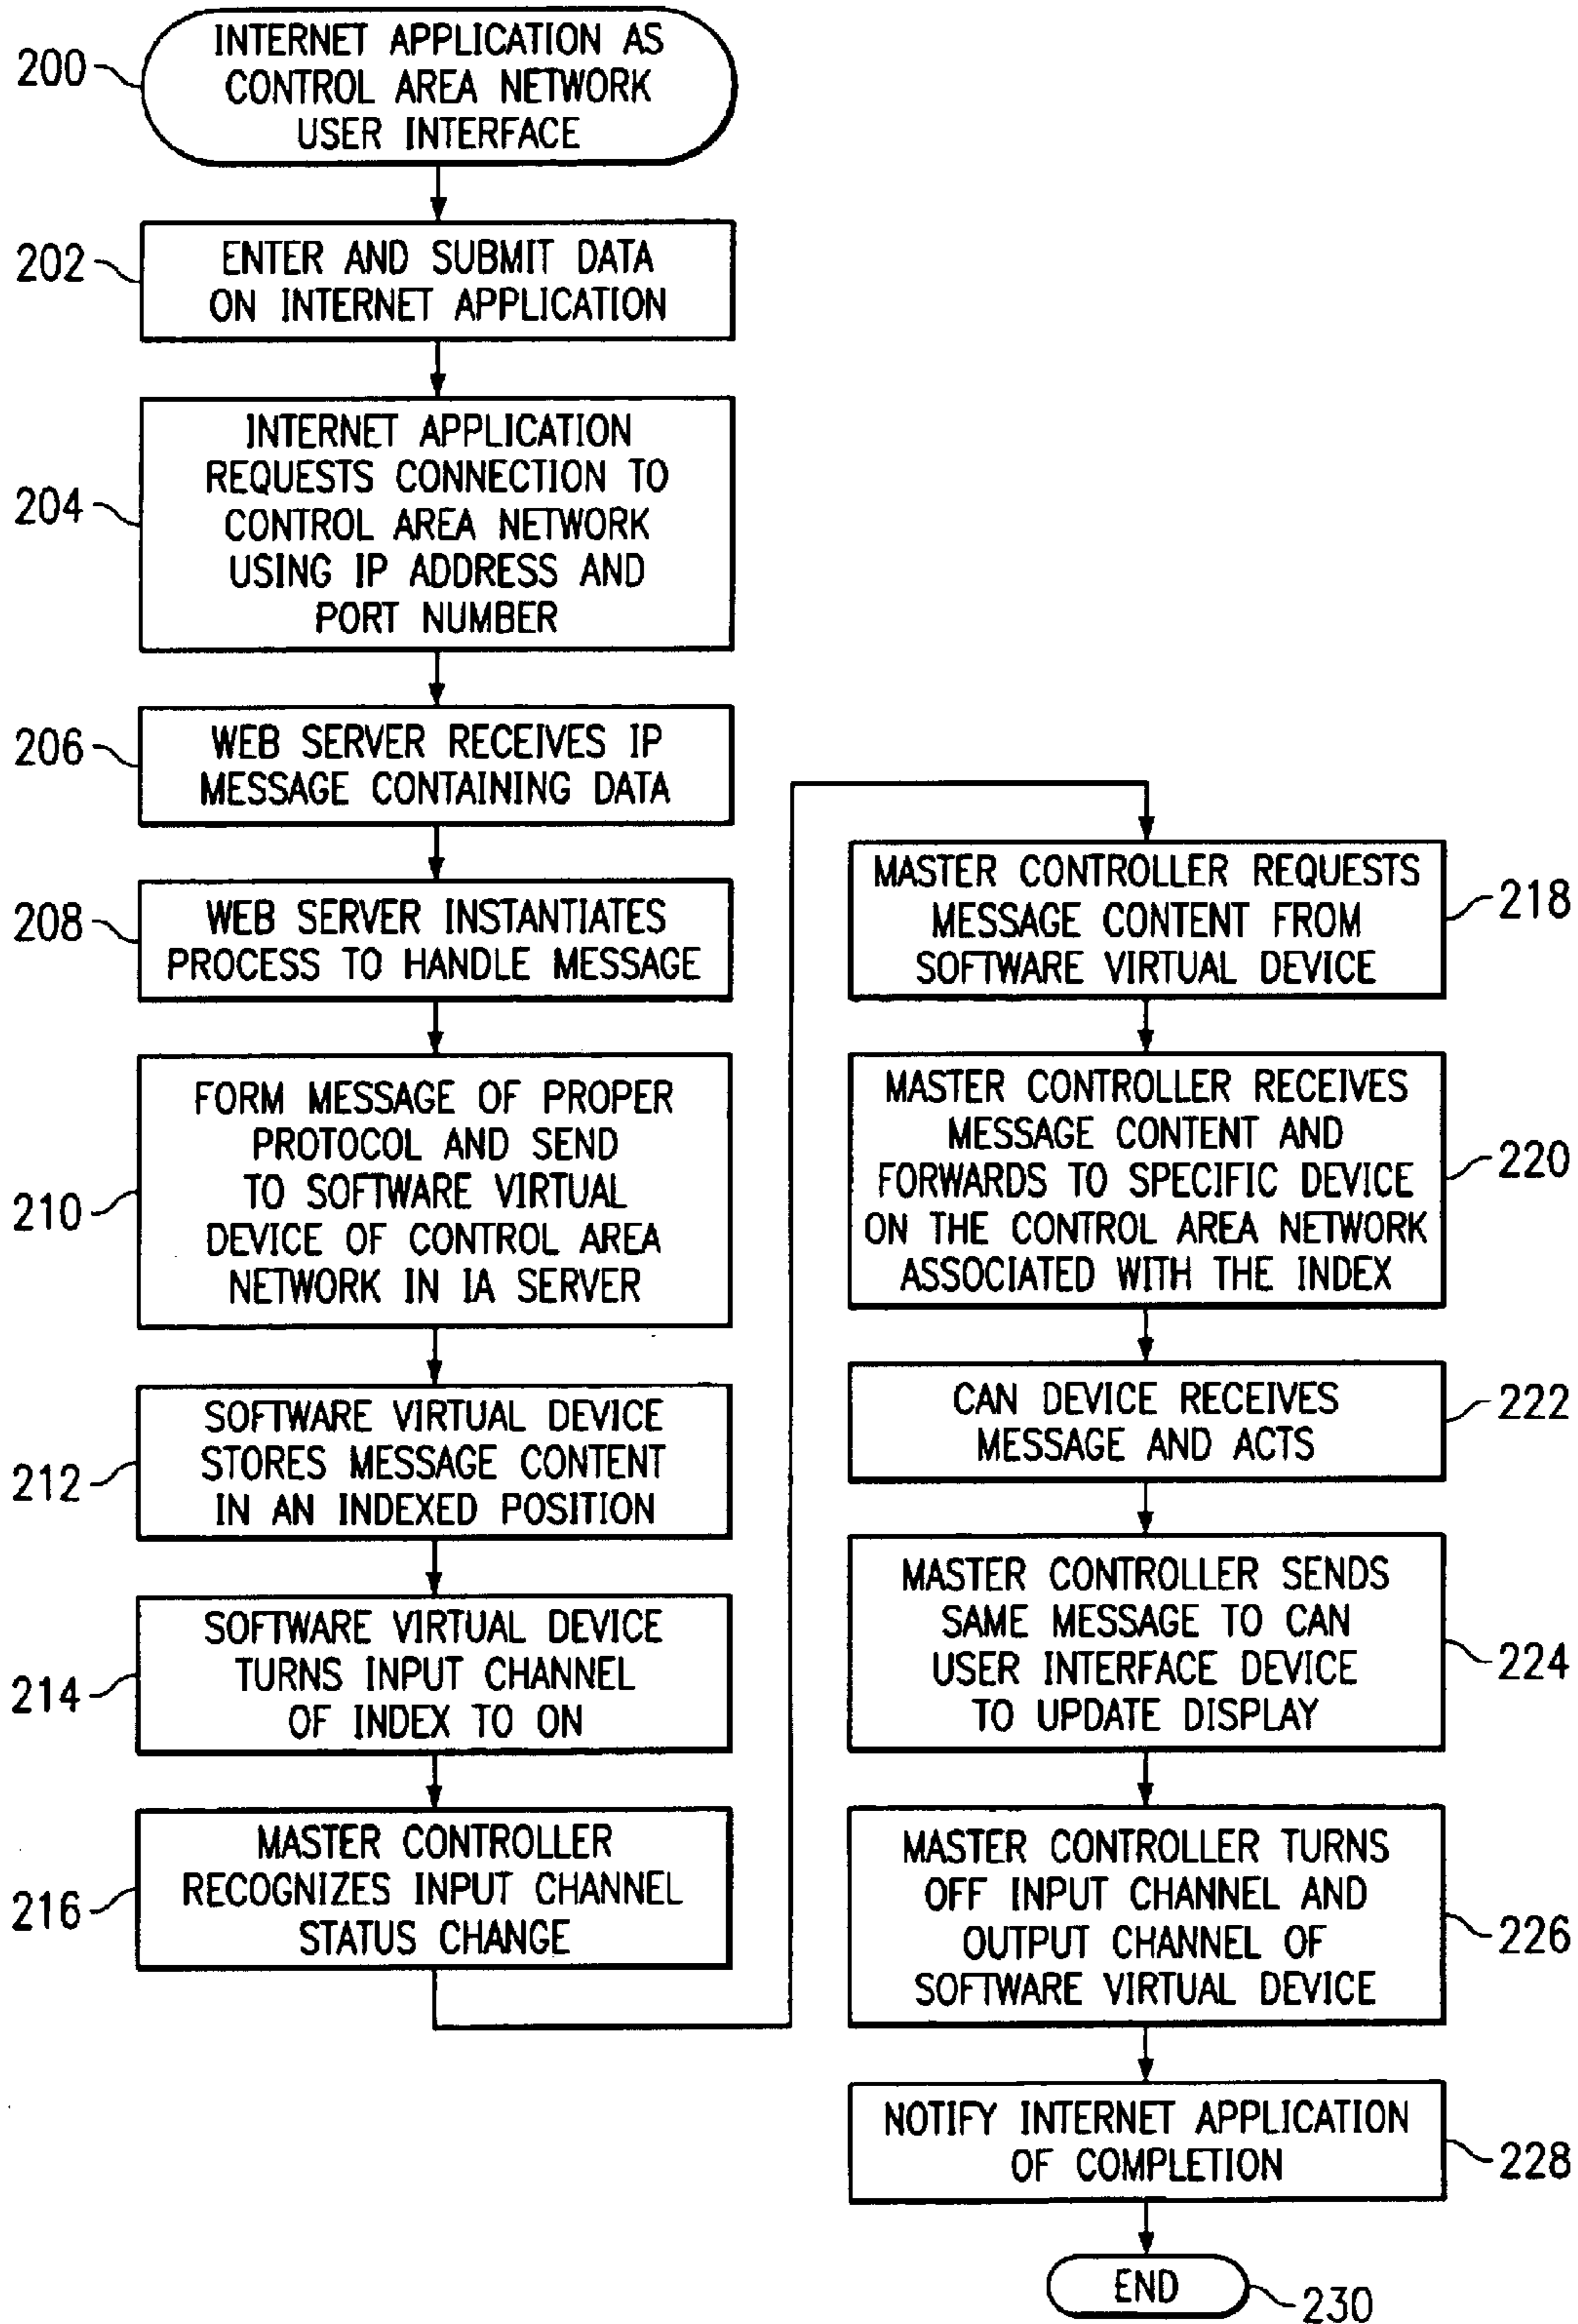 200
INTERNET APPLICATION AS
CONTROL AREA NETWORK
USER INTERFACE
202
ENTER AND SUBMIT DATA
ON INTERNET APPLICATION
204
INTERNET APPLICATION
REQUESTS CONNECTION TO
CONTROL AREA NETWORK
USING IP ADDRESS AND
PORT NUMBER
206
WEB SERVER RECEIVES IP
MESSAGE CONTAINING DATA
208
WEB SERVER INSTANTIATES
PROCESS TO HANDLE MESSAGE
210
FORM MESSAGE OF PROPER
PROTOCOL AND SEND
TO SOFTWARE VIRTUAL
DEVICE OF CONTROL AREA
NETWORK IN IA SERVER
212
SOFTWARE VIRTUAL DEVICE
STORES MESSAGE CONTENT
IN AN INDEXED POSITION
214
SOFTWARE VIRTUAL DEVICE
TURNS INPUT CHANNEL
OF INDEX TO ON
216
MASTER CONTROLLER
RECOGNIZES INPUT CHANNEL
STATUS CHANGE
MASTER CONTROLLER REQUESTS
MESSAGE CONTENT FROM
SOFTWARE VIRTUAL DEVICE
218
MASTER CONTROLLER RECEIVES
MESSAGE CONTENT AND
FORWARDS TO SPECIFIC DEVICE
ON THE CONTROL AREA NETWORK
ASSOCIATED WITH THE INDEX
220
CAN DEVICE RECEIVES
MESSAGE AND ACTS
222
MASTER CONTROLLER SENDS
SAME MESSAGE TO CAN
USER INTERFACE DEVICE
TO UPDATE DISPLAY
224
MASTER CONTROLLER TURNS
OFF INPUT CHANNEL AND
OUTPUT CHANNEL OF
SOFTWARE VIRTUAL DEVICE
226
NOTIFY INTERNET APPLICATION
OF COMPLETION
228
END
230